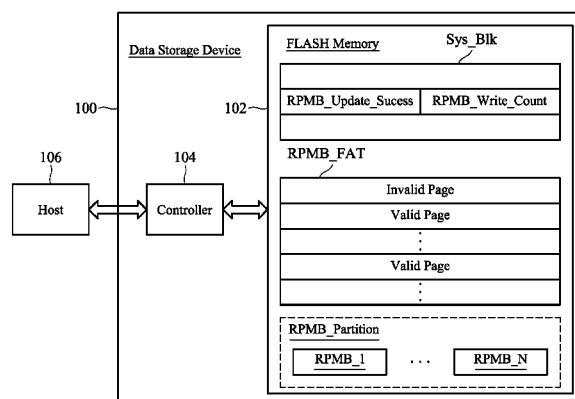 Data Storage Device
FLASH Memory
Sys_Blk
100
102
RPMB_Update_Sucess
RPMB_Write_Count
RPMB_FAT
106
104
Host
Controller
Invalid Page
Valid Page
Valid Page
RPMB_Partition
RPMB_1
RPMB_N